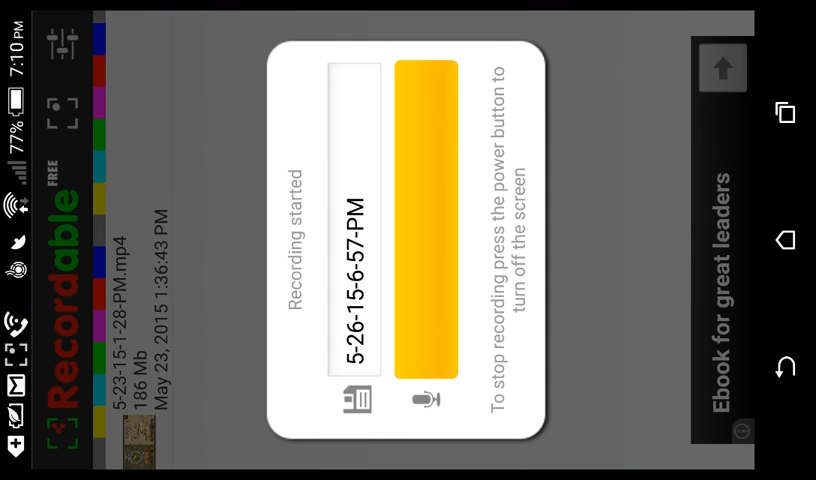 77% 7:10 PM
Recordable FREE
5-23-15-1-28-PM.mp4
186 Mb
May 23, 2015 1:36:43 PM
Recording started
5-26-15-6-57-PM
To stop recording press the power button to
turn off the screen
Ebook for great leaders